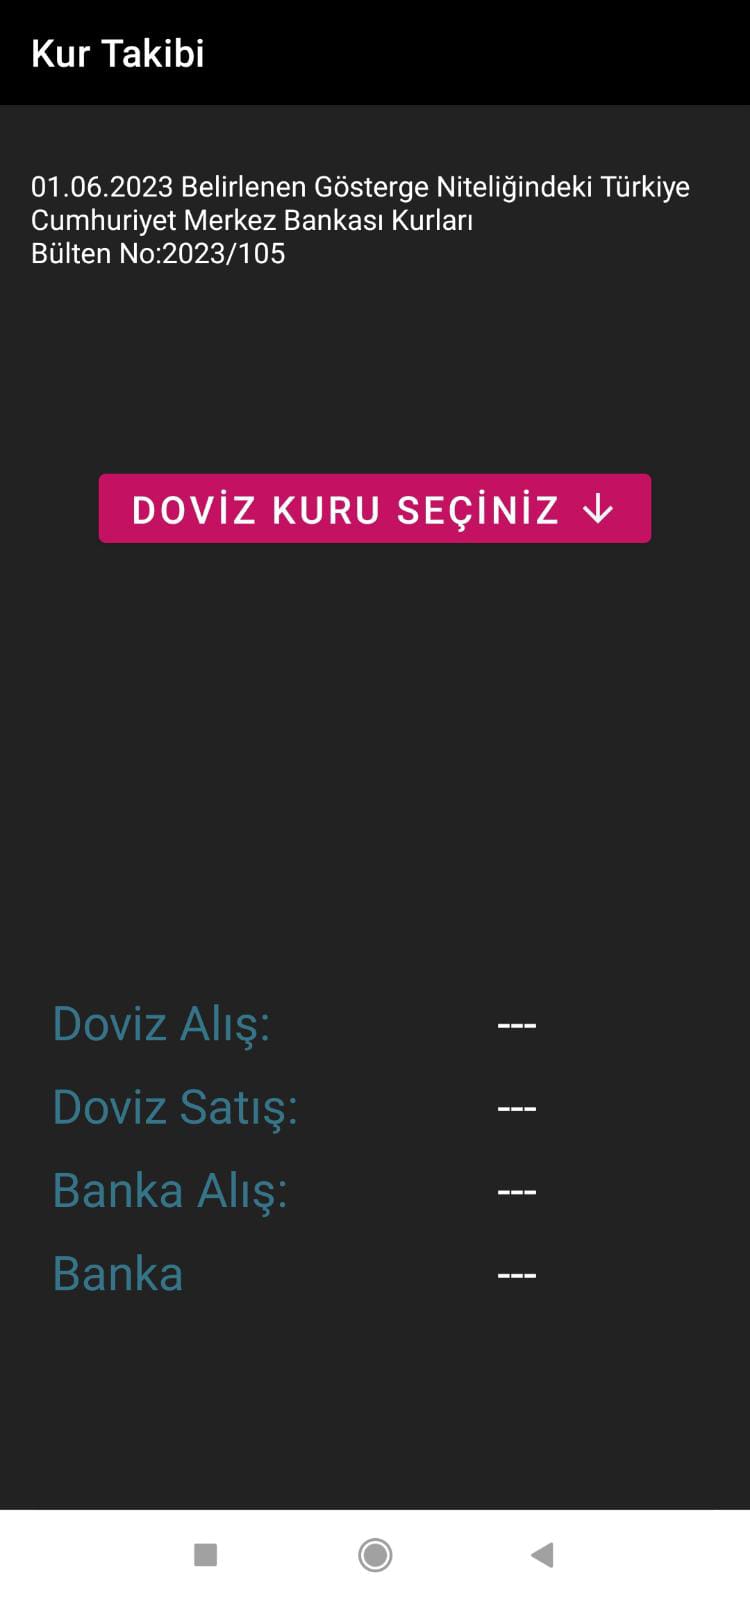 Kur Takibi
01.06.2023 Belirlenen Gösterge Niteliğindeki Türkiye
Cumhuriyet Merkez Bankası Kurları
Bülten No:2023/105
DOVİZ KURU SEÇİNİZ ↓
Doviz Alış: ---
Doviz Satış: ---
Banka Alış: ---
Banka ---